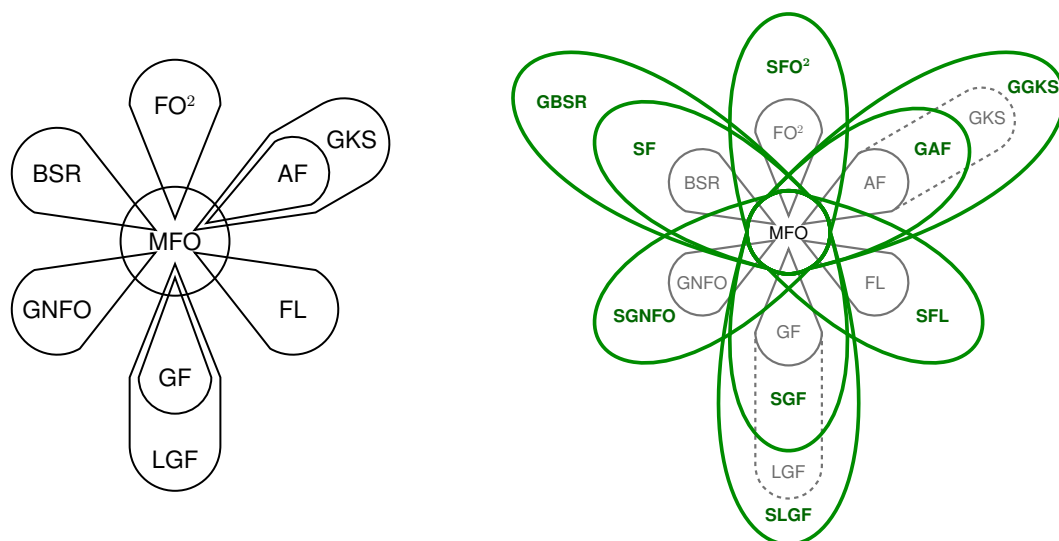 FO²
GKS
AF
BSR
MFO
GNFO
FL
GF
LGF
SFO²
GGKS
GBSR
GKS
FO²
SF
GAF
BSR
AF
MFO
GNFO
FL
SGNFO
SFL
GF
SGF
LGF
SLGF